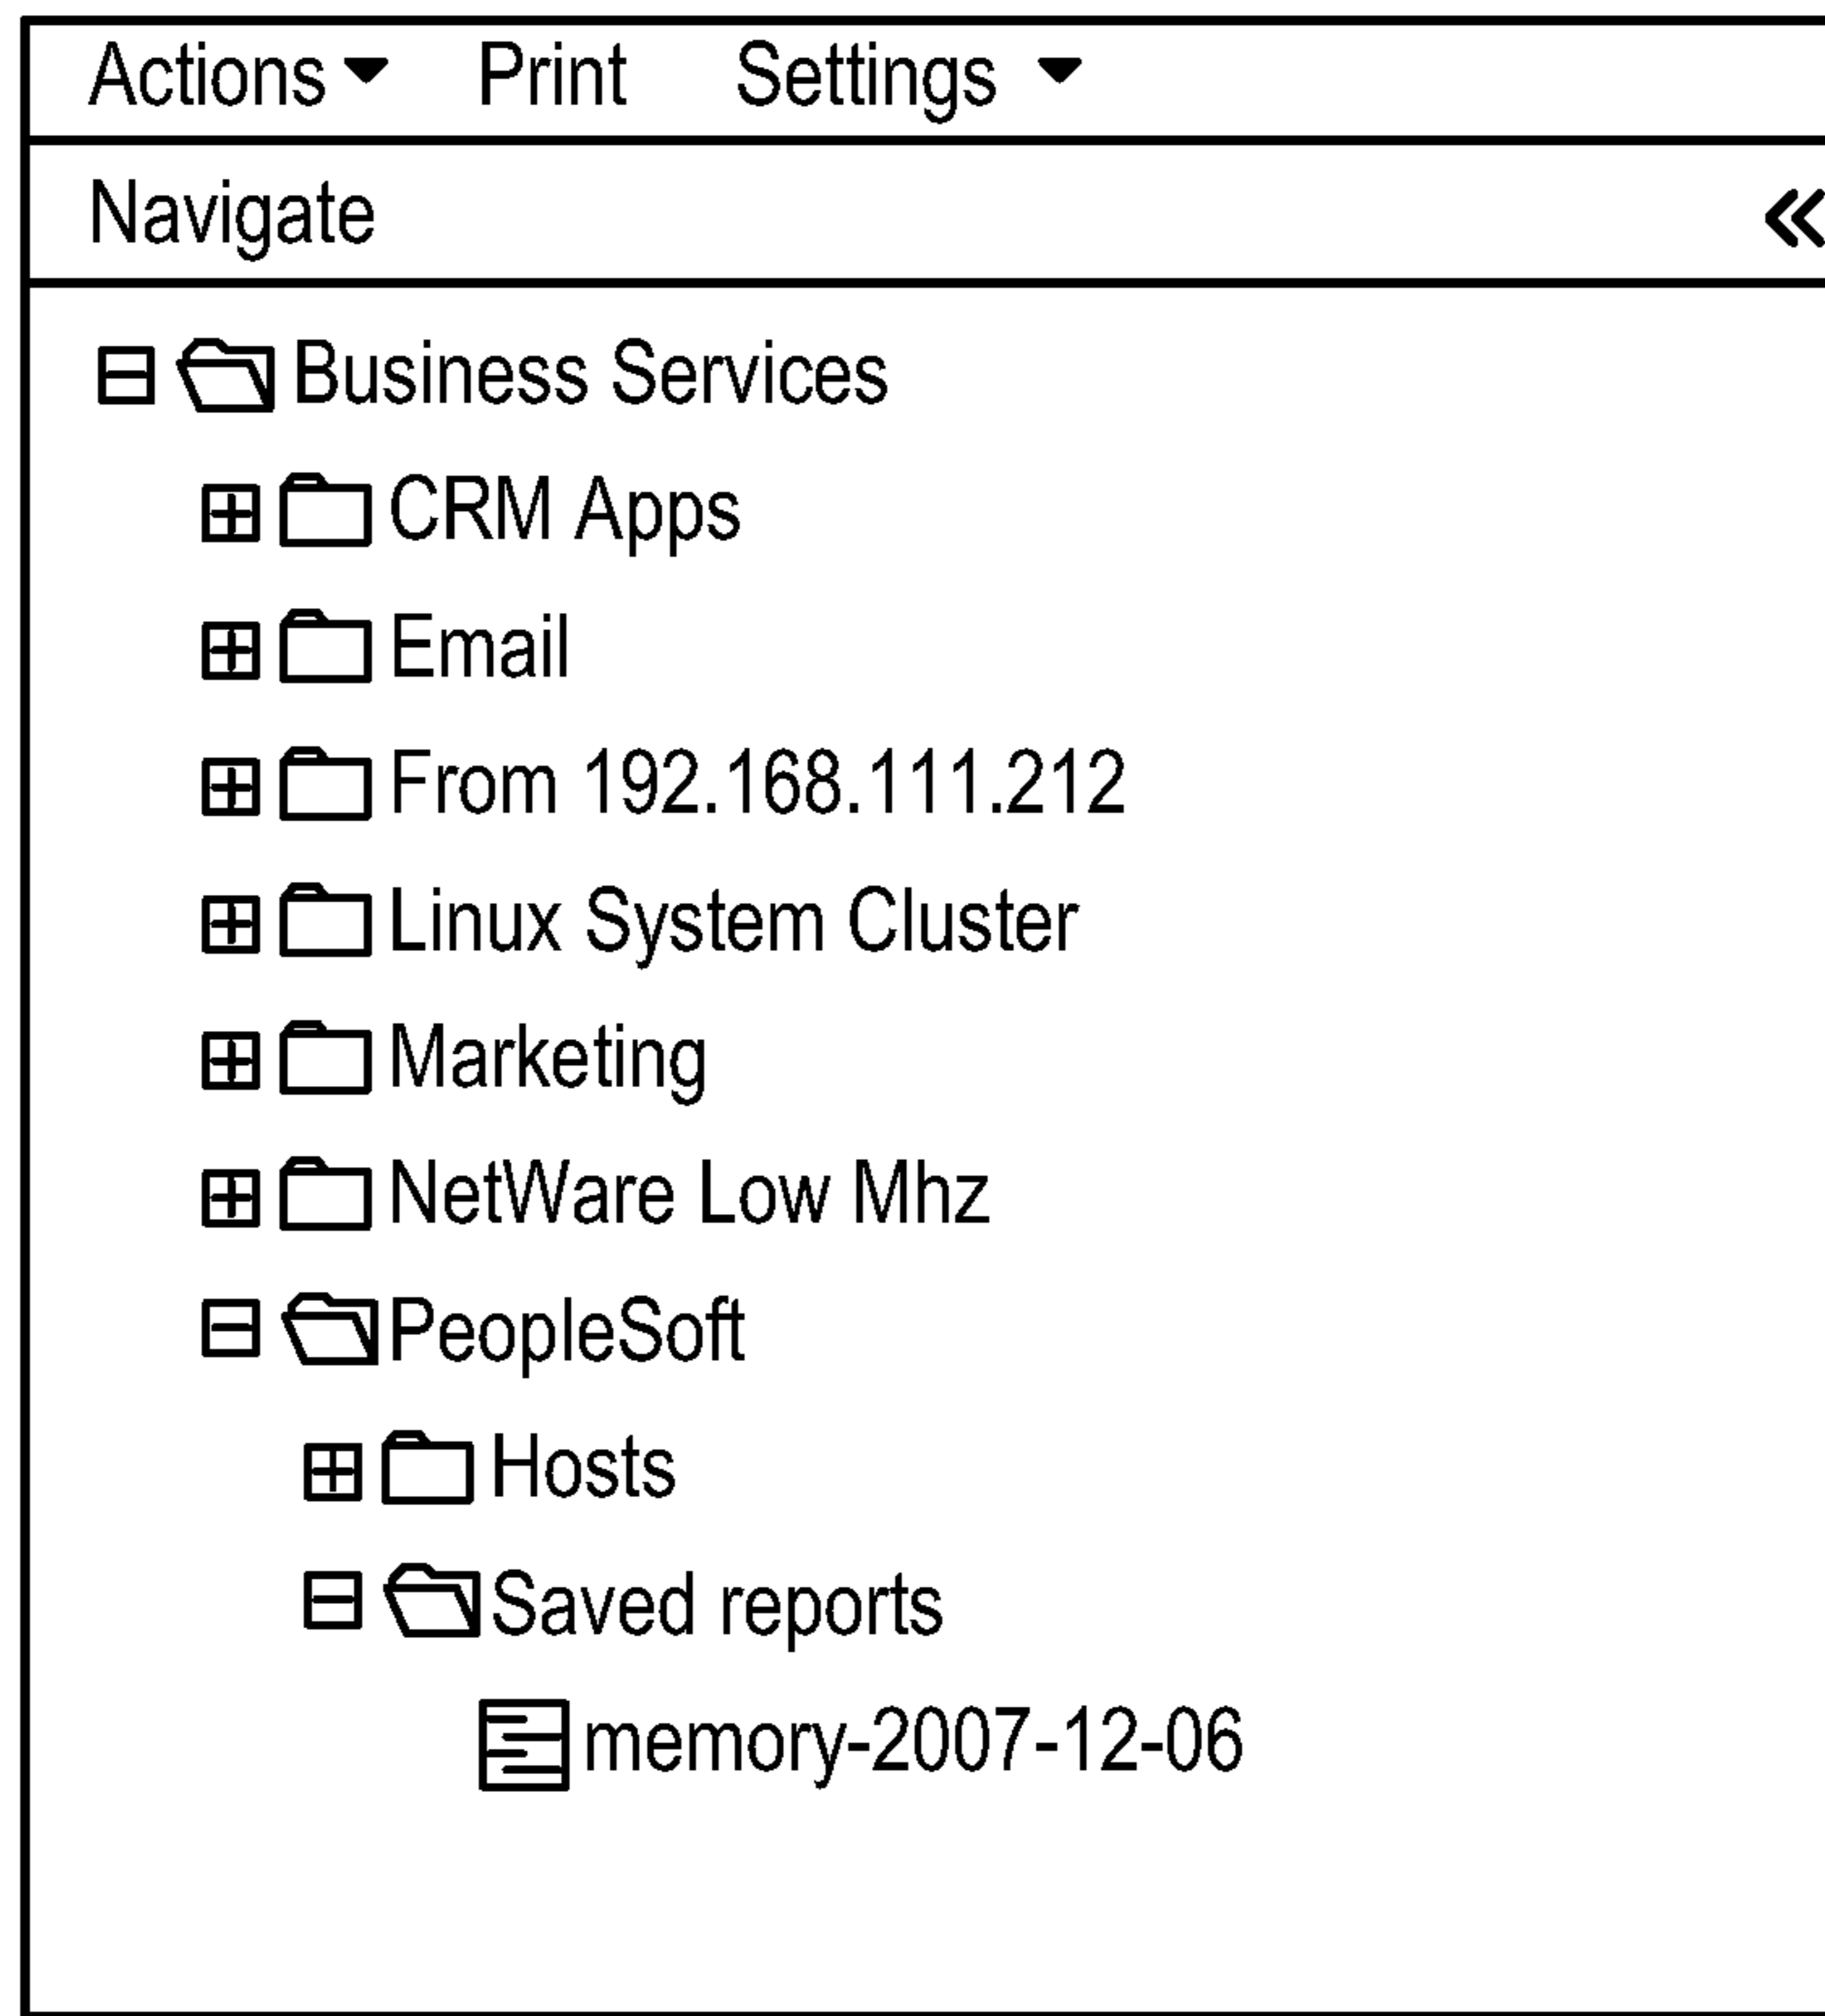 Actions Print Settings
Navigate «
Business Services
CRM Apps
Email
From 192.168.111.212
Linux System Cluster
Marketing
NetWare Low Mhz
PeopleSoft
Hosts
Saved reports
memory-2007-12-06